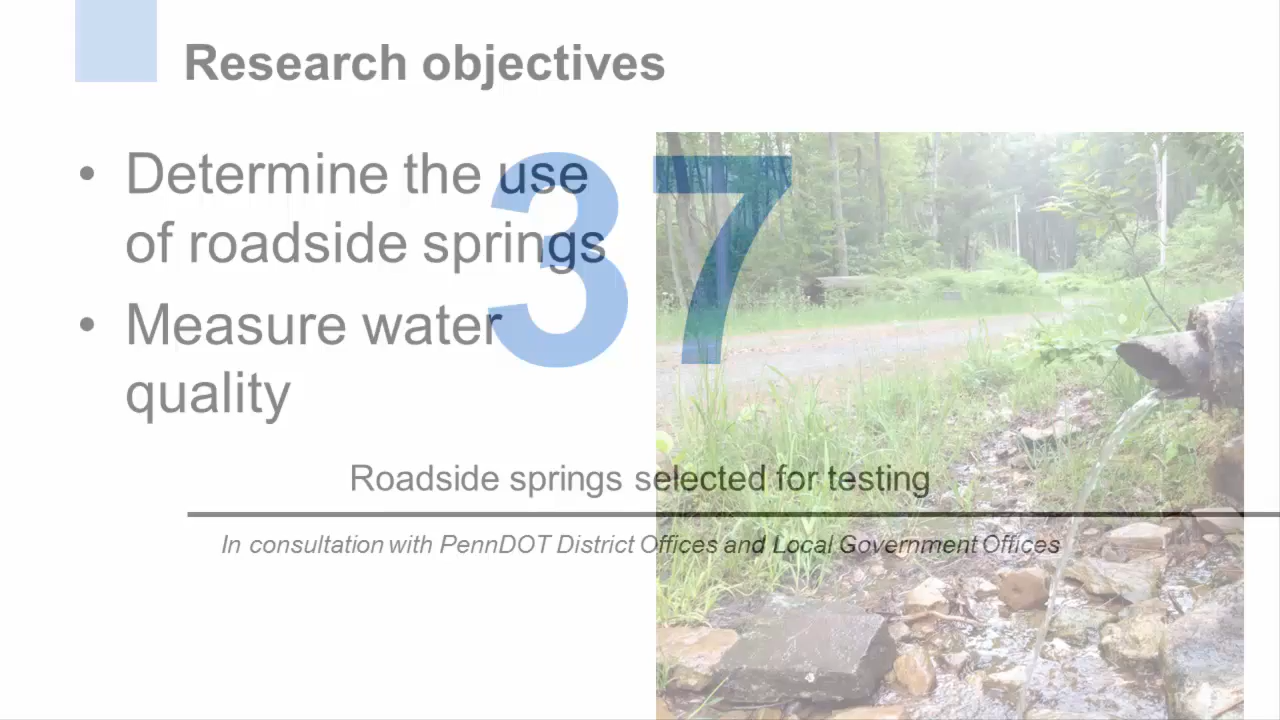 Research objectives
• Determine the use
of roadside springs
• Measure water
quality
37
Roadside springs selected for testing
In consultation with PennDOT District Offices and Local Government Offices